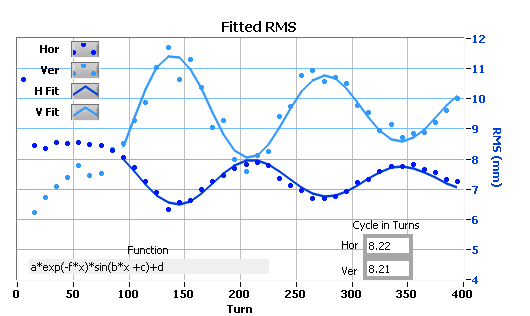 Fitted RMS
Hor
Ver
H Fit
V Fit
12
11
10
9
8
7
6
5
4
RMS (mm)
Cycle in Turns
Hor 8.22
Ver 8.21
Function
a*exp(-f*x)*sin(b*x +c)+d
0 50 100 150 200 250 300 350 400
Turn